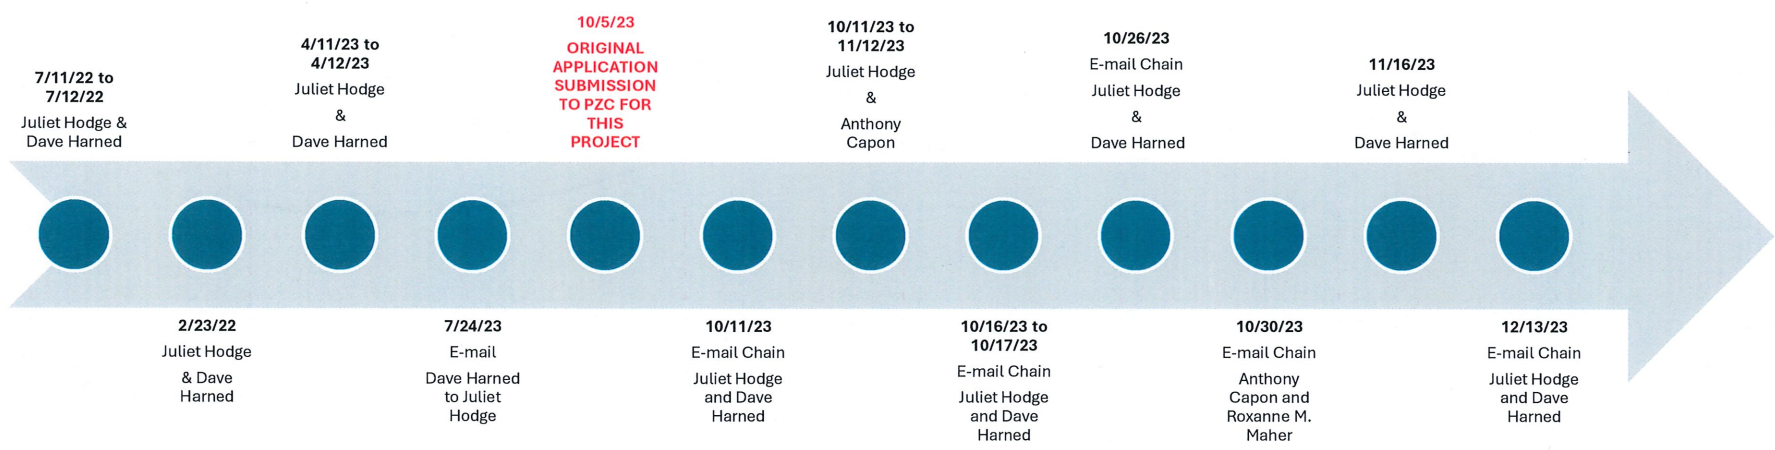 7/11/22 to
7/12/22
Juliet Hodge &
Dave Harned
2/23/22
Juliet Hodge
& Dave
Harned
4/11/23 to
4/12/23
Juliet Hodge
&
Dave Harned
7/24/23
E-mail
Dave Harned
to Juliet
Hodge
10/5/23
ORIGINAL
APPLICATION
SUBMISSION
TO PZC FOR
THIS
PROJECT
10/11/23
E-mail Chain
Juliet Hodge
and Dave
Harned
10/11/23 to
11/12/23
Juliet Hodge
&
Anthony
Capon
10/16/23 to
10/17/23
E-mail Chain
Juliet Hodge
and Dave
Harned
10/26/23
E-mail Chain
Juliet Hodge
&
Dave Harned
10/30/23
E-mail Chain
Anthony
Capon and
Roxanne M.
Maher
11/16/23
Juliet Hodge
&
Dave Harned
12/13/23
E-mail Chain
Juliet Hodge
and Dave
Harned